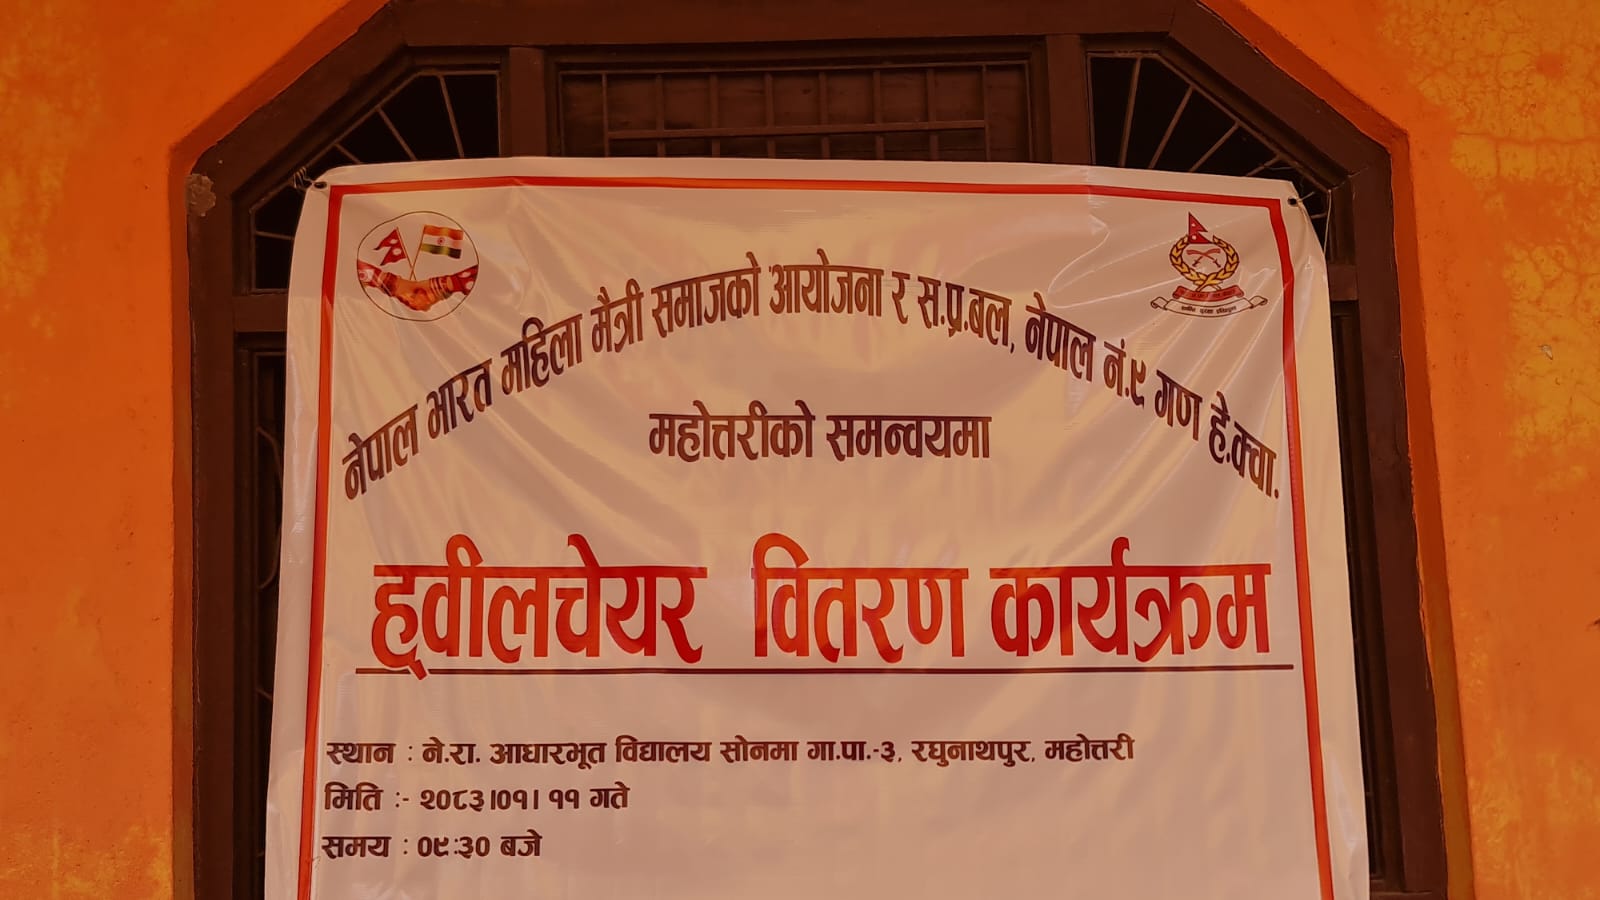 नेपाल भारत महिला मैत्री समाजको आयोजना र स.प्र.बल, नेपाल नं.९ गण हे.क्वा.
महोत्तरीको समन्वयमा
ह्वीलचेयर वितरण कार्यक्रम
स्थान : ने.रा. आधारभूत विद्यालय सोनमा गा.पा.-३, रघुनाथपुर, महोत्तरी
मिति :- २०८३।०१। ११ गते
समय : ०९:३० बजे